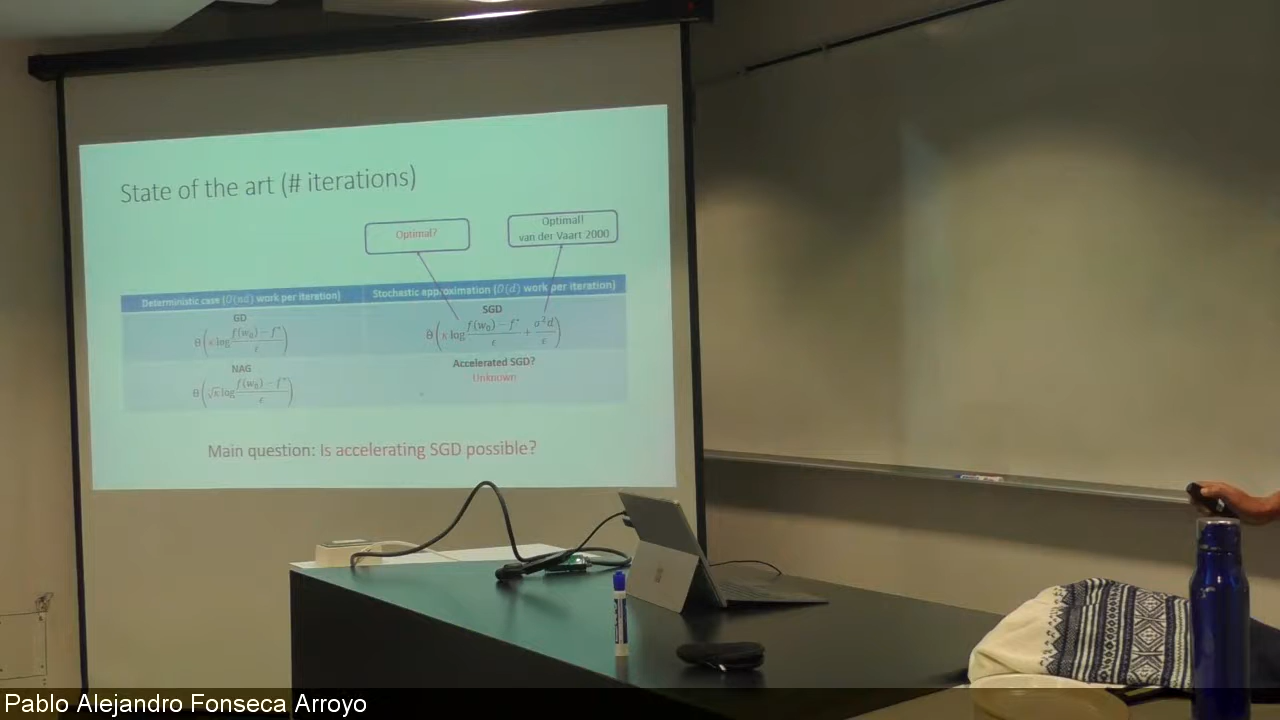 State of the art (# iterations)
Optimal?
Optimal!
van der Vaart 2000
Deterministic case (O(nd) work per iteration)
Stochastic approximation (O(d) work per iteration)
GD
Θ(κ log f(w₀) − f* / ϵ)
SGD
Θ(κ log f(w₀) − f* / ϵ + σ²d / ϵ)
NAG
Θ(√κ log f(w₀) − f* / ϵ)
Accelerated SGD?
Unknown
Main question: Is accelerating SGD possible?
Pablo Alejandro Fonseca Arroyo